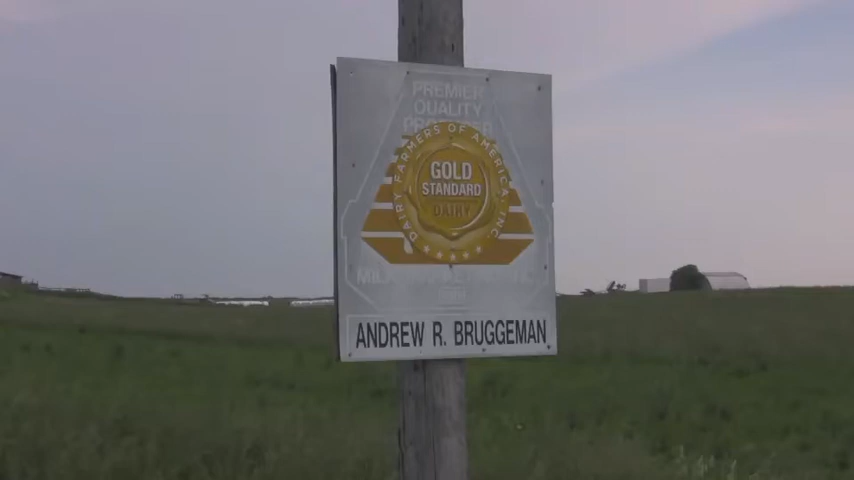 PREMIER
QUALITY
DAIRY FARMERS OF AMERICA, INC.
GOLD
STANDARD
DAIRY
ANDREW R. BRUGGEMAN